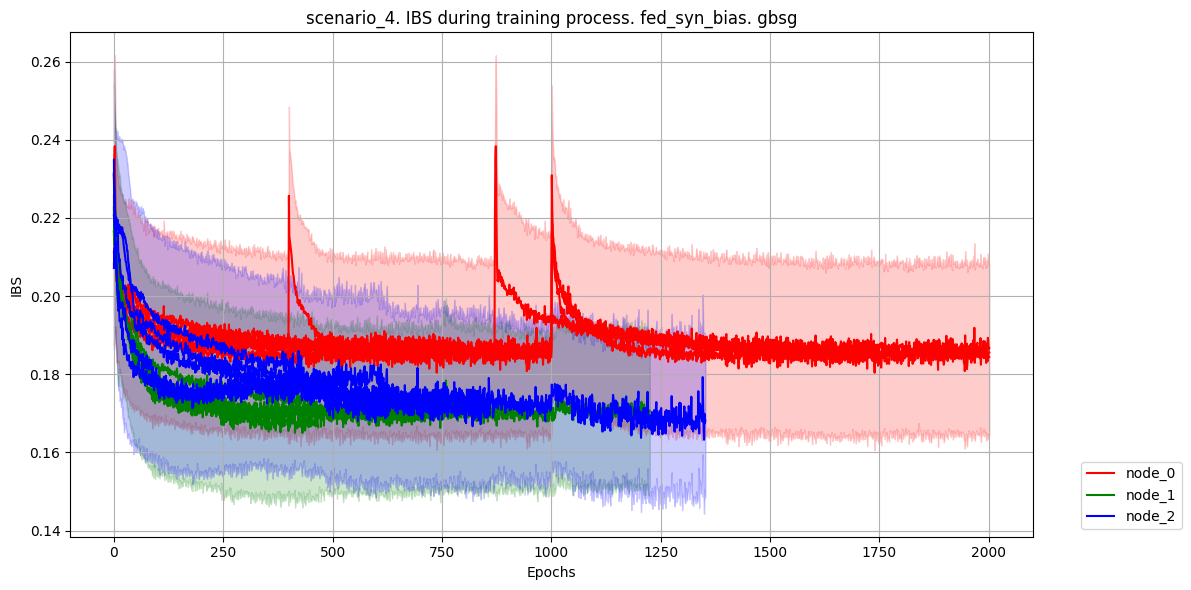 scenario_4. IBS during training process. fed_syn_bias. gbsg
IBS
0.26
0.24
0.22
0.20
0.18
0.16
0.14
0 250 500 750 1000 1250 1500 1750 2000
Epochs
node_0
node_1
node_2